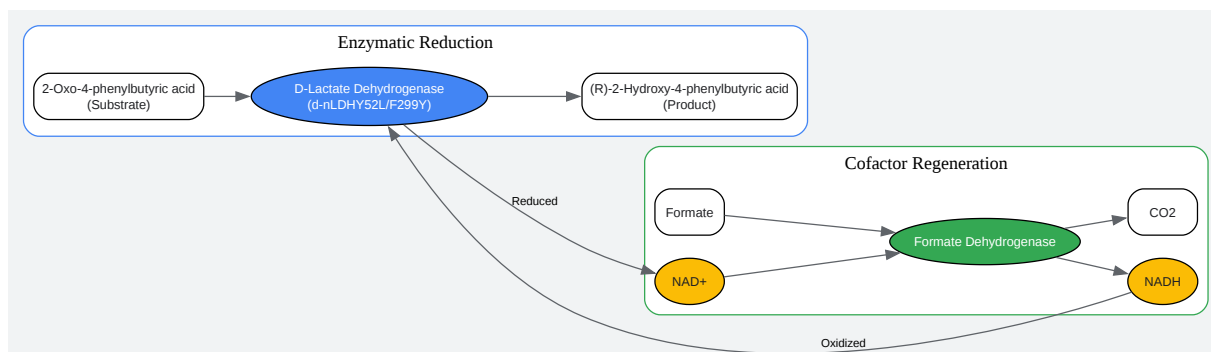 Enzymatic Reduction
2-Oxo-4-phenylbutyric acid
(Substrate)
D-Lactate Dehydrogenase
(d-nLDHY52L/F299Y)
(R)-2-Hydroxy-4-phenylbutyric acid
(Product)
Cofactor Regeneration
Reduced
Formate
CO2
Formate Dehydrogenase
NAD+
NADH
Oxidized